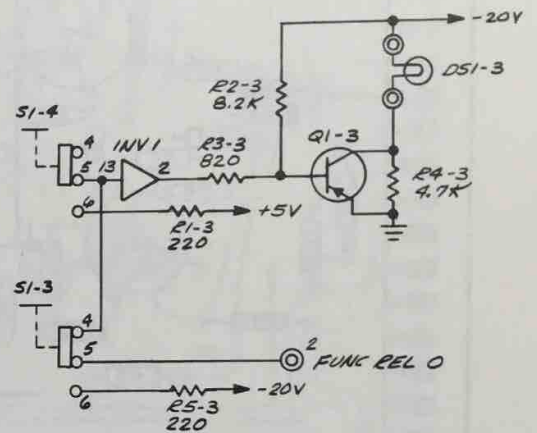 -20V
DS1-3
R2-3
8.2K
Q1-3
S1-4
4
5
13
INV 1
2
R3-3
820
R4-3
4.7K
6
+5V
R1-3
220
S1-3
4
5
2
FUNC REL O
6
-20V
R5-3
220